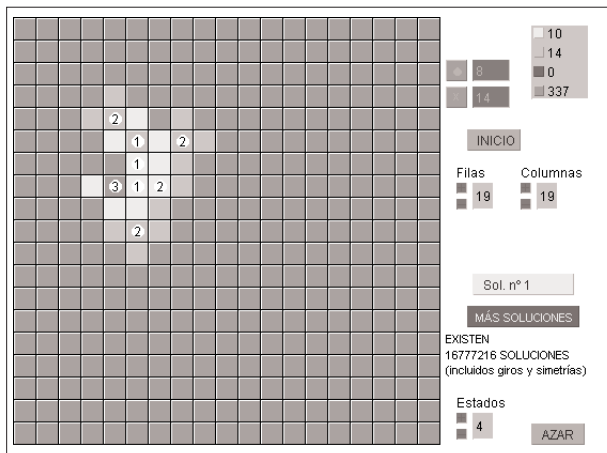 10
14
0
337
8
14
INICIO
Filas Columnas
19 19
2
1 2
1
3 1 2
2
Sol. nº 1
MÁS SOLUCIONES
EXISTEN
16777216 SOLUCIONES
(incluidos giros y simetrías)
Estados
4
AZAR